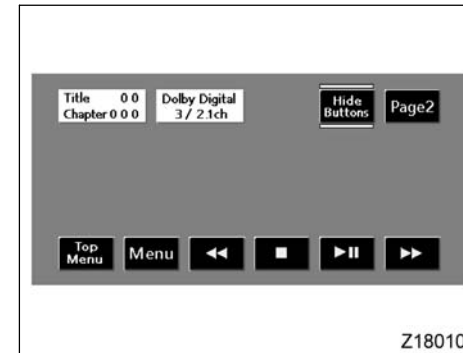 Title 0 0
Chapter 0 0 0
Dolby Digital
3 / 2.1ch
Hide
Buttons
Page2
Top
Menu
Menu
Z18010